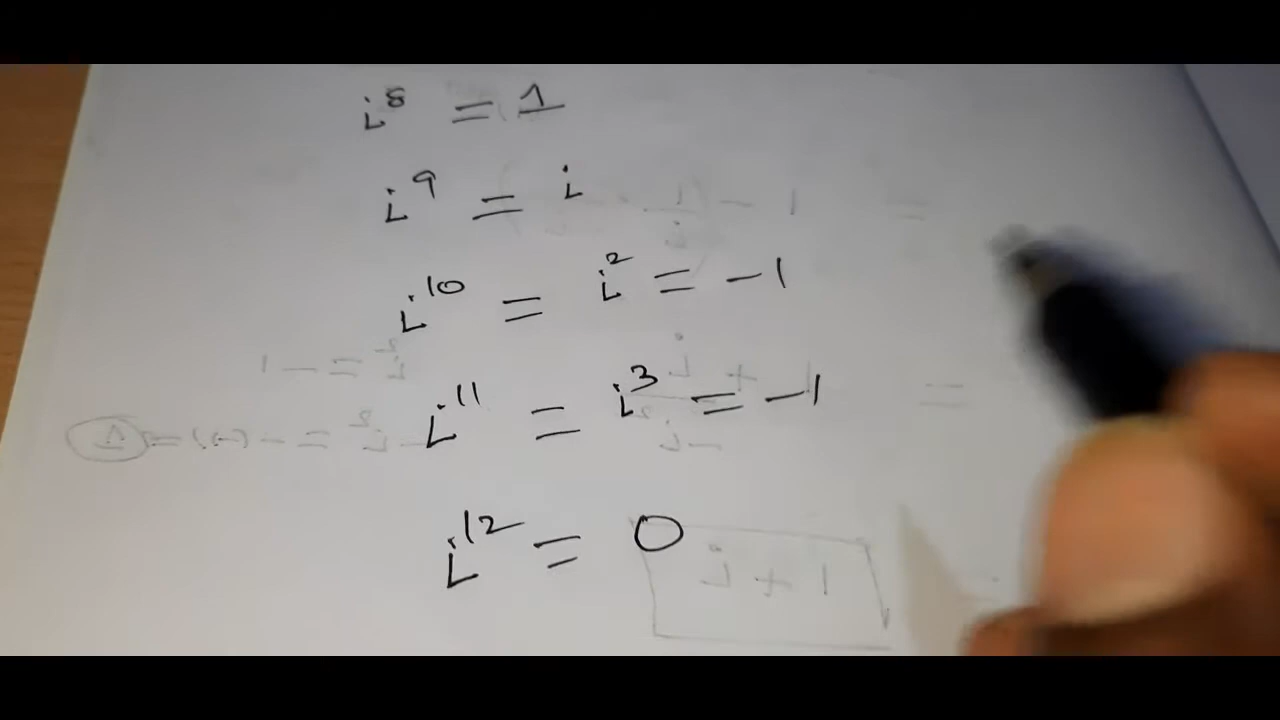 i⁸ = 1
i⁹ = i
i¹⁰ = i² = -1
i¹¹ = i³ = -1
i¹² = 0